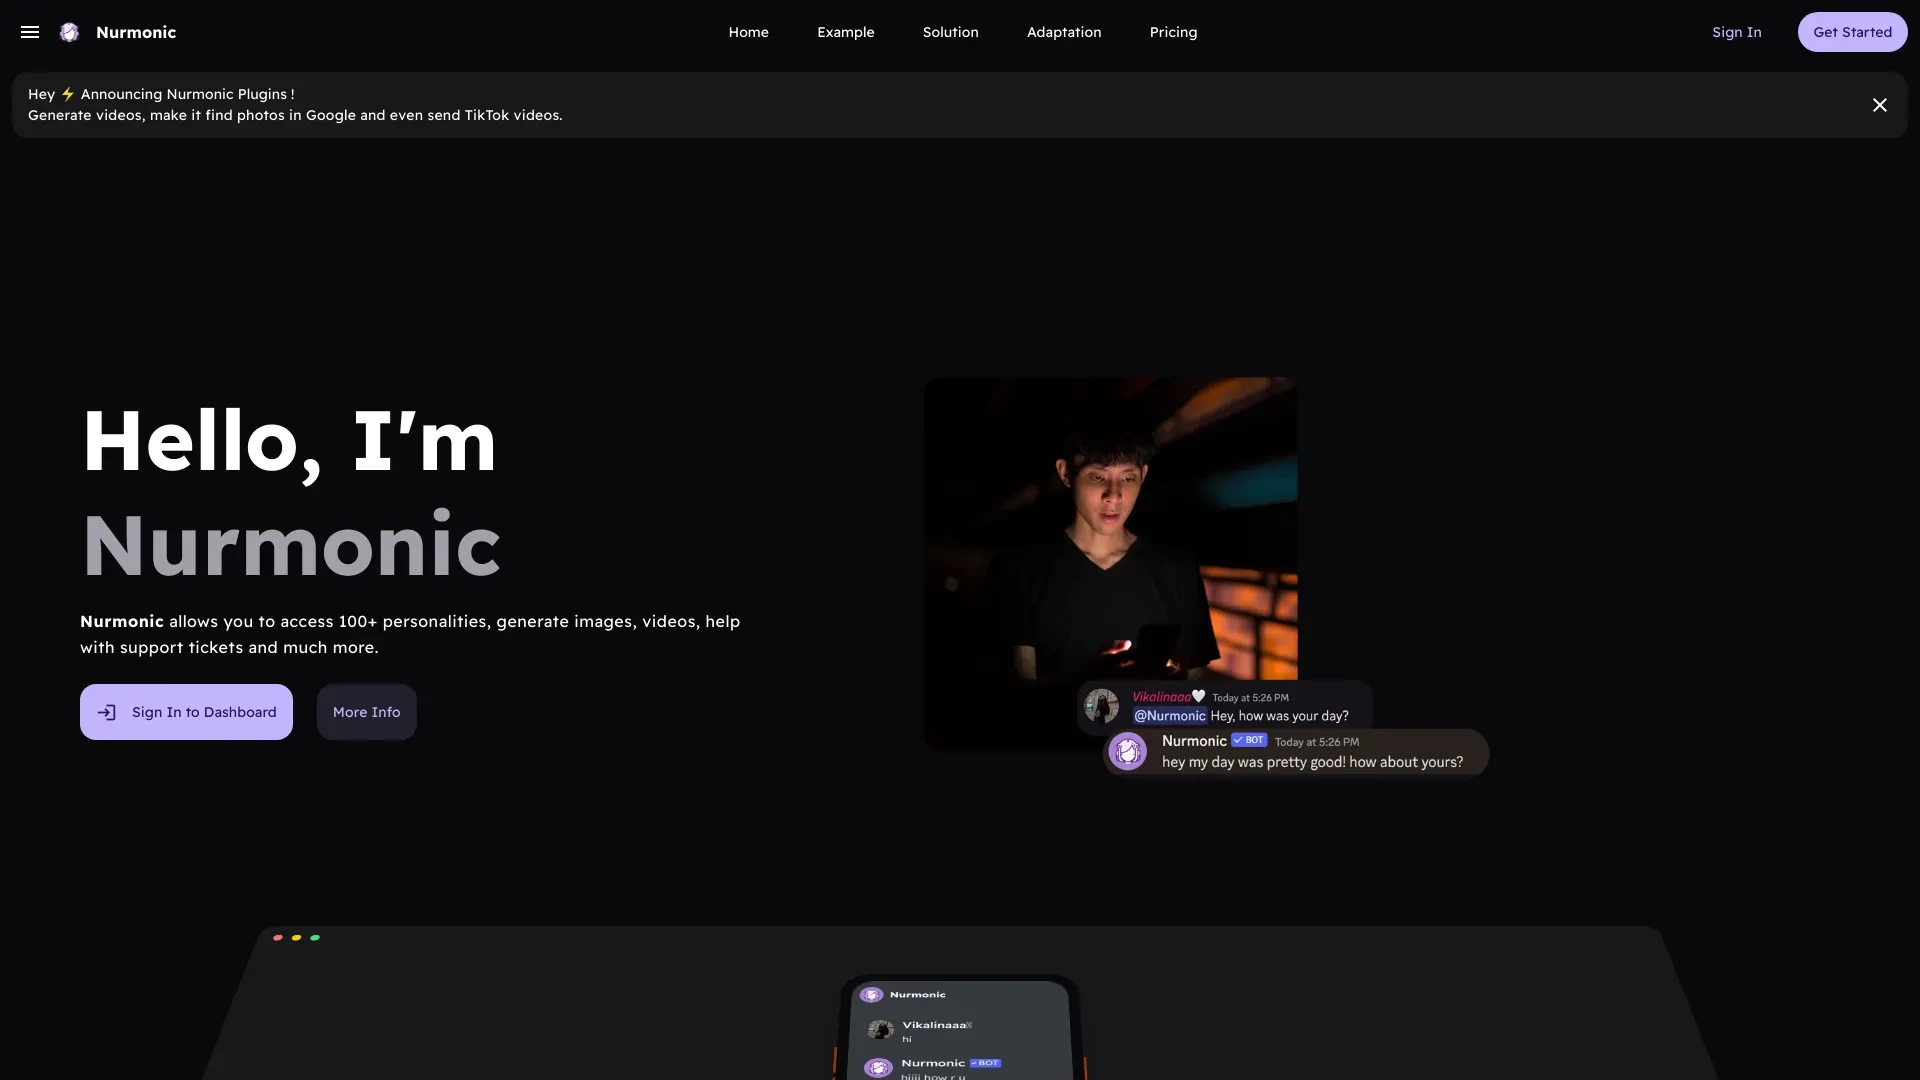 Nurmonic
Home
Example
Solution
Adaptation
Pricing
Sign In
Get Started
Hey ⚡ Announcing Nurmonic Plugins !
Generate videos, make it find photos in Google and even send TikTok videos.
Hello, I'm
Nurmonic
Nurmonic allows you to access 100+ personalities, generate images, videos, help
with support tickets and much more.
Sign In to Dashboard
More Info
Vikalinaaa🤍 Today at 5:26 PM
@Nurmonic Hey, how was your day?
Nurmonic ✓ BOT Today at 5:26 PM
hey my day was pretty good! how about yours?
Nurmonic
Vikalinaaa
hi
Nurmonic ✓ BOT
hiiii how r u